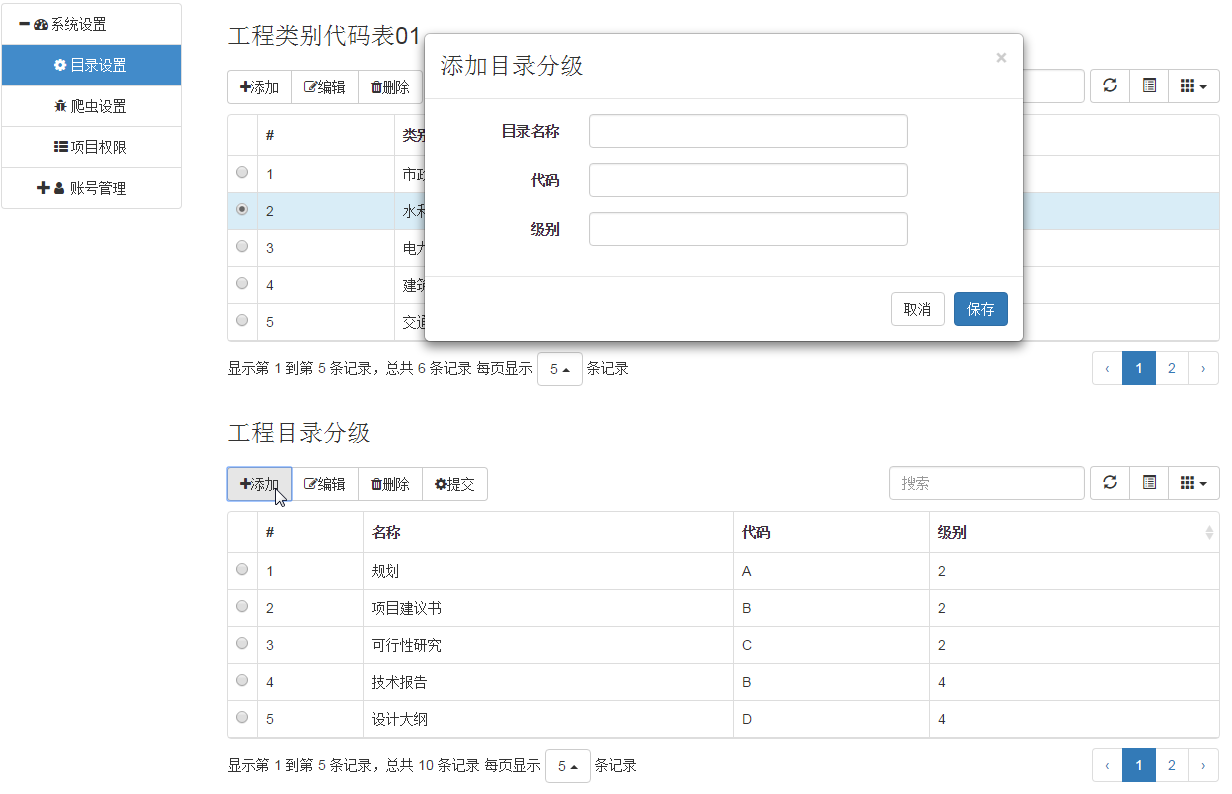 系统设置
目录设置
爬虫设置
项目权限
账号管理
工程类别代码表01
添加 编辑 删除
# 类别
1 市政
2 水利
3 电力
4 建筑
5 交通
显示第 1 到第 5 条记录，总共 6 条记录 每页显示 5 条记录
‹ 1 2 ›
添加目录分级 ×
目录名称
代码
级别
取消 保存
工程目录分级
添加 编辑 删除 提交 搜索
# 名称 代码 级别
1 规划 A 2
2 项目建议书 B 2
3 可行性研究 C 2
4 技术报告 B 4
5 设计大纲 D 4
显示第 1 到第 5 条记录，总共 10 条记录 每页显示 5 条记录
‹ 1 2 ›